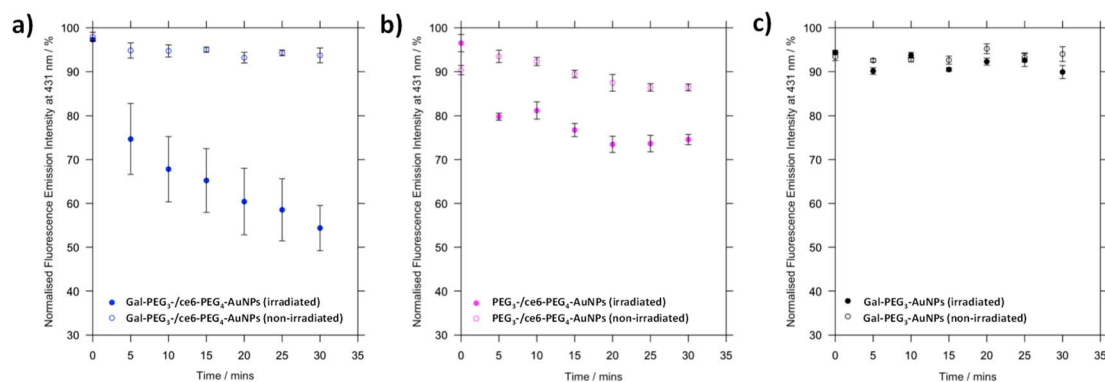 a)
Normalised Fluorescence Emission Intensity at 431 nm / %
100
90
80
70
60
50
40
30
Gal-PEG₃-/ce6-PEG₄-AuNPs (irradiated)
Gal-PEG₃-/ce6-PEG₄-AuNPs (non-irradiated)
0 5 10 15 20 25 30 35
Time / mins
b)
Normalised Fluorescence Emission Intensity at 431 nm / %
100
90
80
70
60
50
40
30
PEG₃-/ce6-PEG₄-AuNPs (irradiated)
PEG₃-/ce6-PEG₄-AuNPs (non-irradiated)
0 5 10 15 20 25 30 35
Time / mins
c)
Normalised Fluorescence Emission Intensity at 431 nm / %
100
90
80
70
60
50
40
30
Gal-PEG₃-AuNPs (irradiated)
Gal-PEG₃-AuNPs (non-irradiated)
0 5 10 15 20 25 30 35
Time / mins